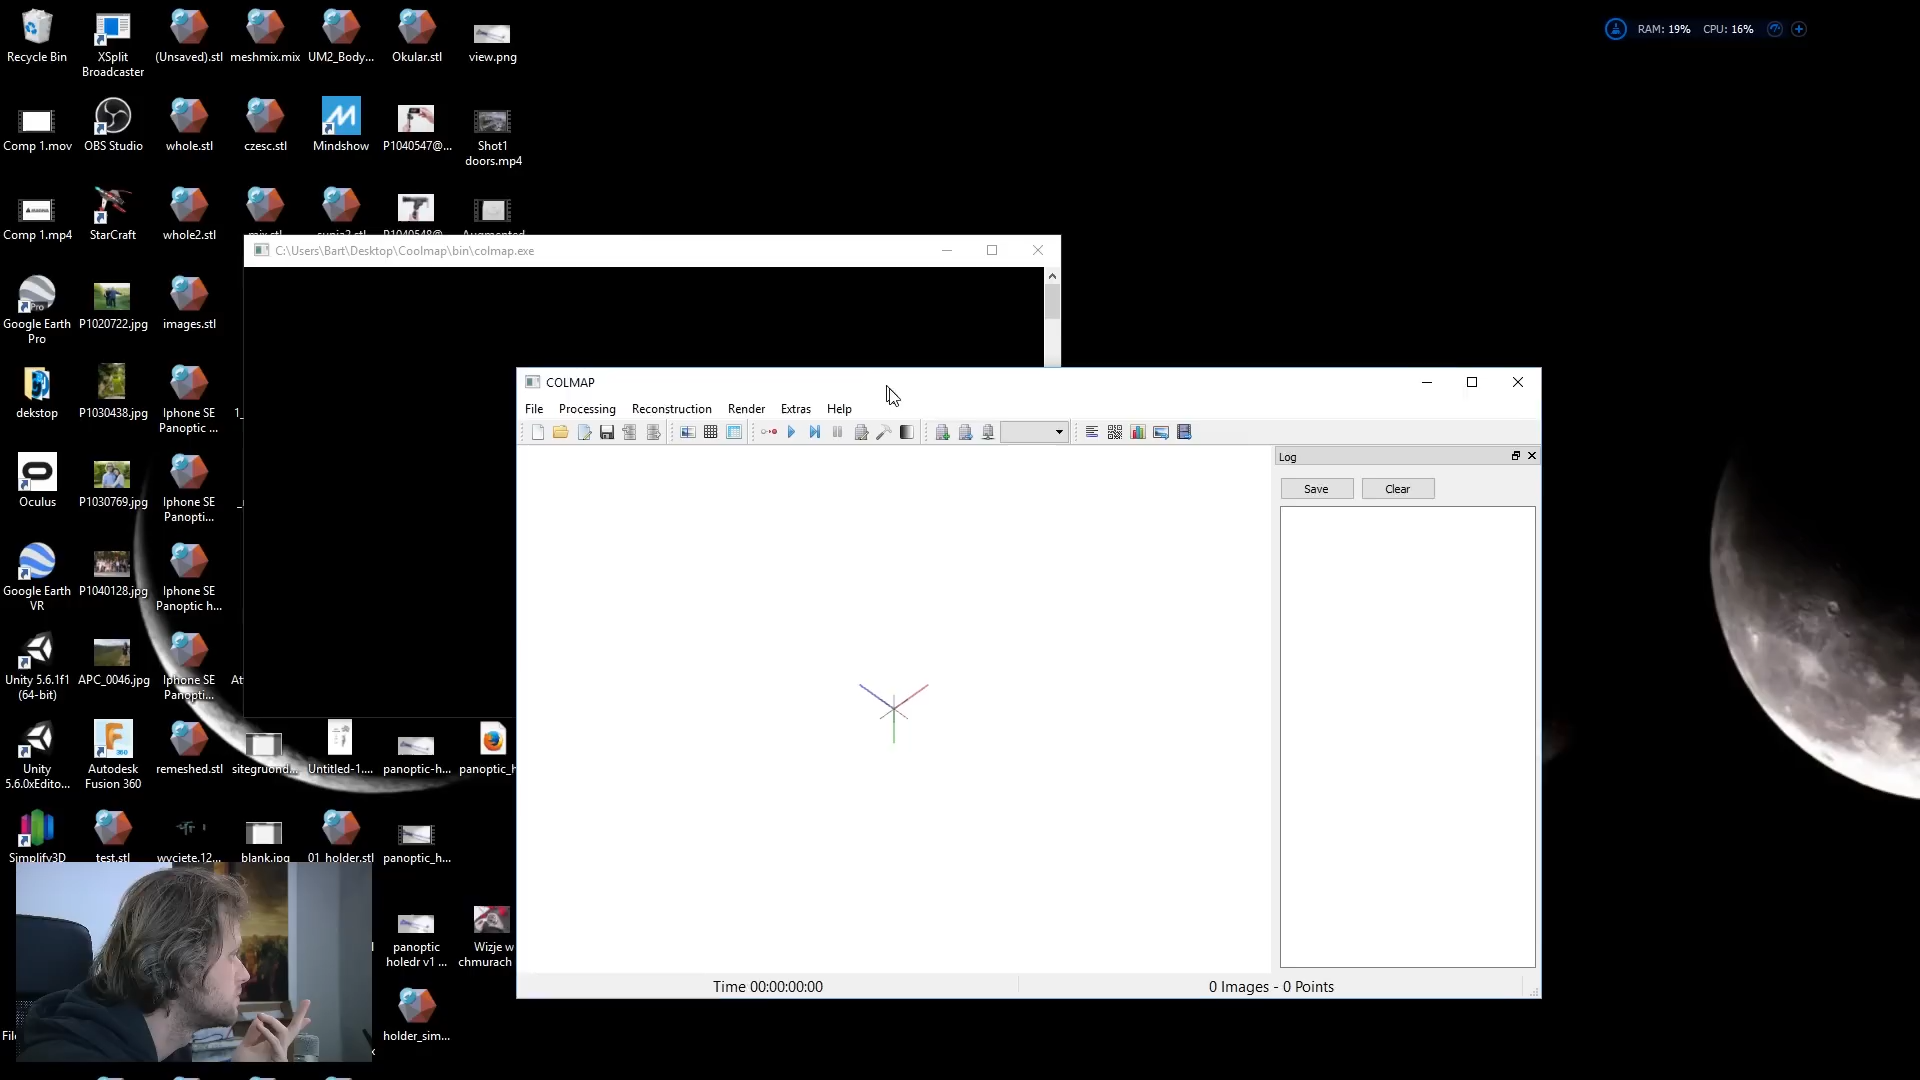 Recycle Bin
XSplit
Broadcaster
(Unsaved).stl
meshmix.mix
UM2_Body...
Okular.stl
view.png
RAM: 19%
CPU: 16%
Comp 1.mov
OBS Studio
whole.stl
czesc.stl
Mindshow
P1040547@...
Shot1
doors.mp4
Comp 1.mp4
StarCraft
whole2.stl
C:\Users\Bart\Desktop\Coolmap\bin\colmap.exe
Google Earth
Pro
P1020722.jpg
images.stl
dekstop
P1030438.jpg
Iphone SE
Panoptic ...
COLMAP
File
Processing
Reconstruction
Render
Extras
Help
Log
Save
Clear
Oculus
P1030769.jpg
Iphone SE
Panopti...
Google Earth
VR
P1040128.jpg
Iphone SE
Panoptic h...
Unity 5.6.1f1
(64-bit)
APC_0046.jpg
Iphone SE
Panopti...
At
Unity
5.6.0xEdito...
Autodesk
Fusion 360
remeshed.stl
sitegruond...
Untitled-1....
panoptic-h...
panoptic_h
Simplify3D
test.stl
wyciete.12...
blank.jpg
01_holder.stl
panoptic_h...
panoptic
holedr v1 ...
Wizje w
chmurach
holder_sim...
Time 00:00:00:00
0 Images - 0 Points